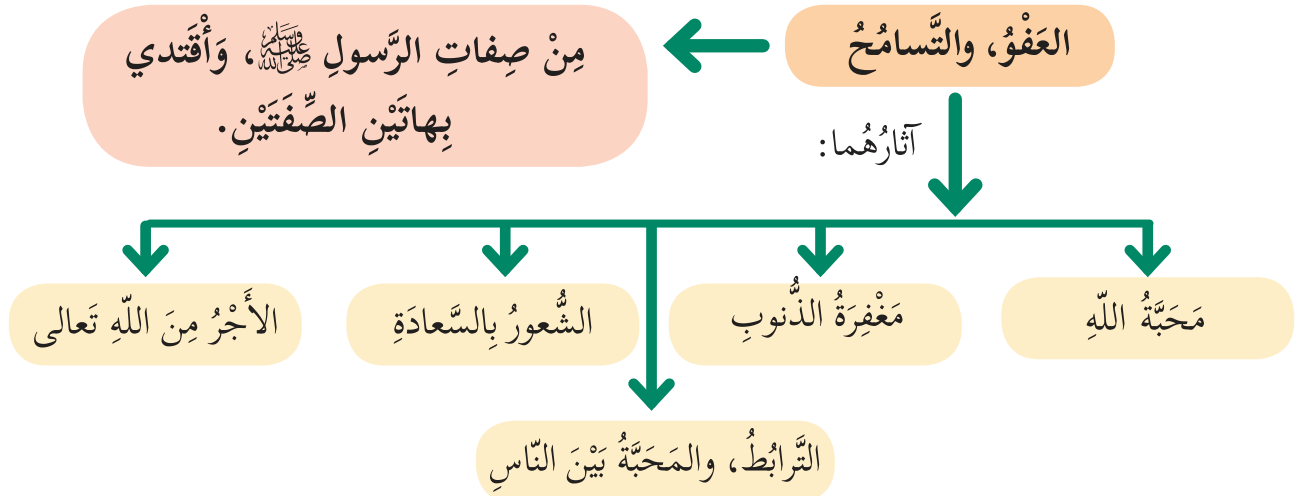 العَفْوُ، والتَّسامُحُ
مِنْ صِفاتِ الرَّسولِ ﷺ، وَأَقْتَدي
بِهاتَيْنِ الصِّفَتَيْنِ.
آثارُهُما:
مَحَبَّةُ اللّهِ
مَغْفِرَةُ الذُّنوبِ
الشُّعورُ بِالسَّعادَةِ
الأَجْرُ مِنَ اللّهِ تَعالى
التَّرابُطُ، والمَحَبَّةُ بَيْنَ النّاسِ